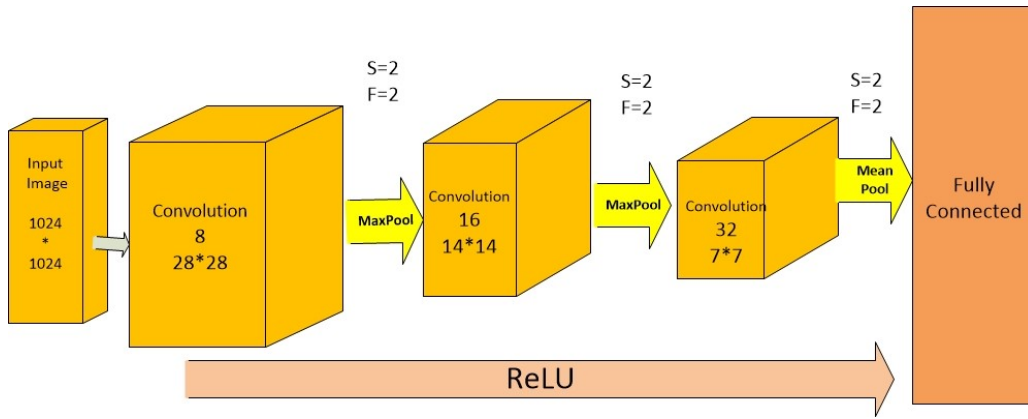 Input
Image
1024
*
1024
Convolution
8
28*28
S=2
F=2
MaxPool
Convolution
16
14*14
S=2
F=2
MaxPool
Convolution
32
7*7
S=2
F=2
Mean
Pool
Fully
Connected
ReLU